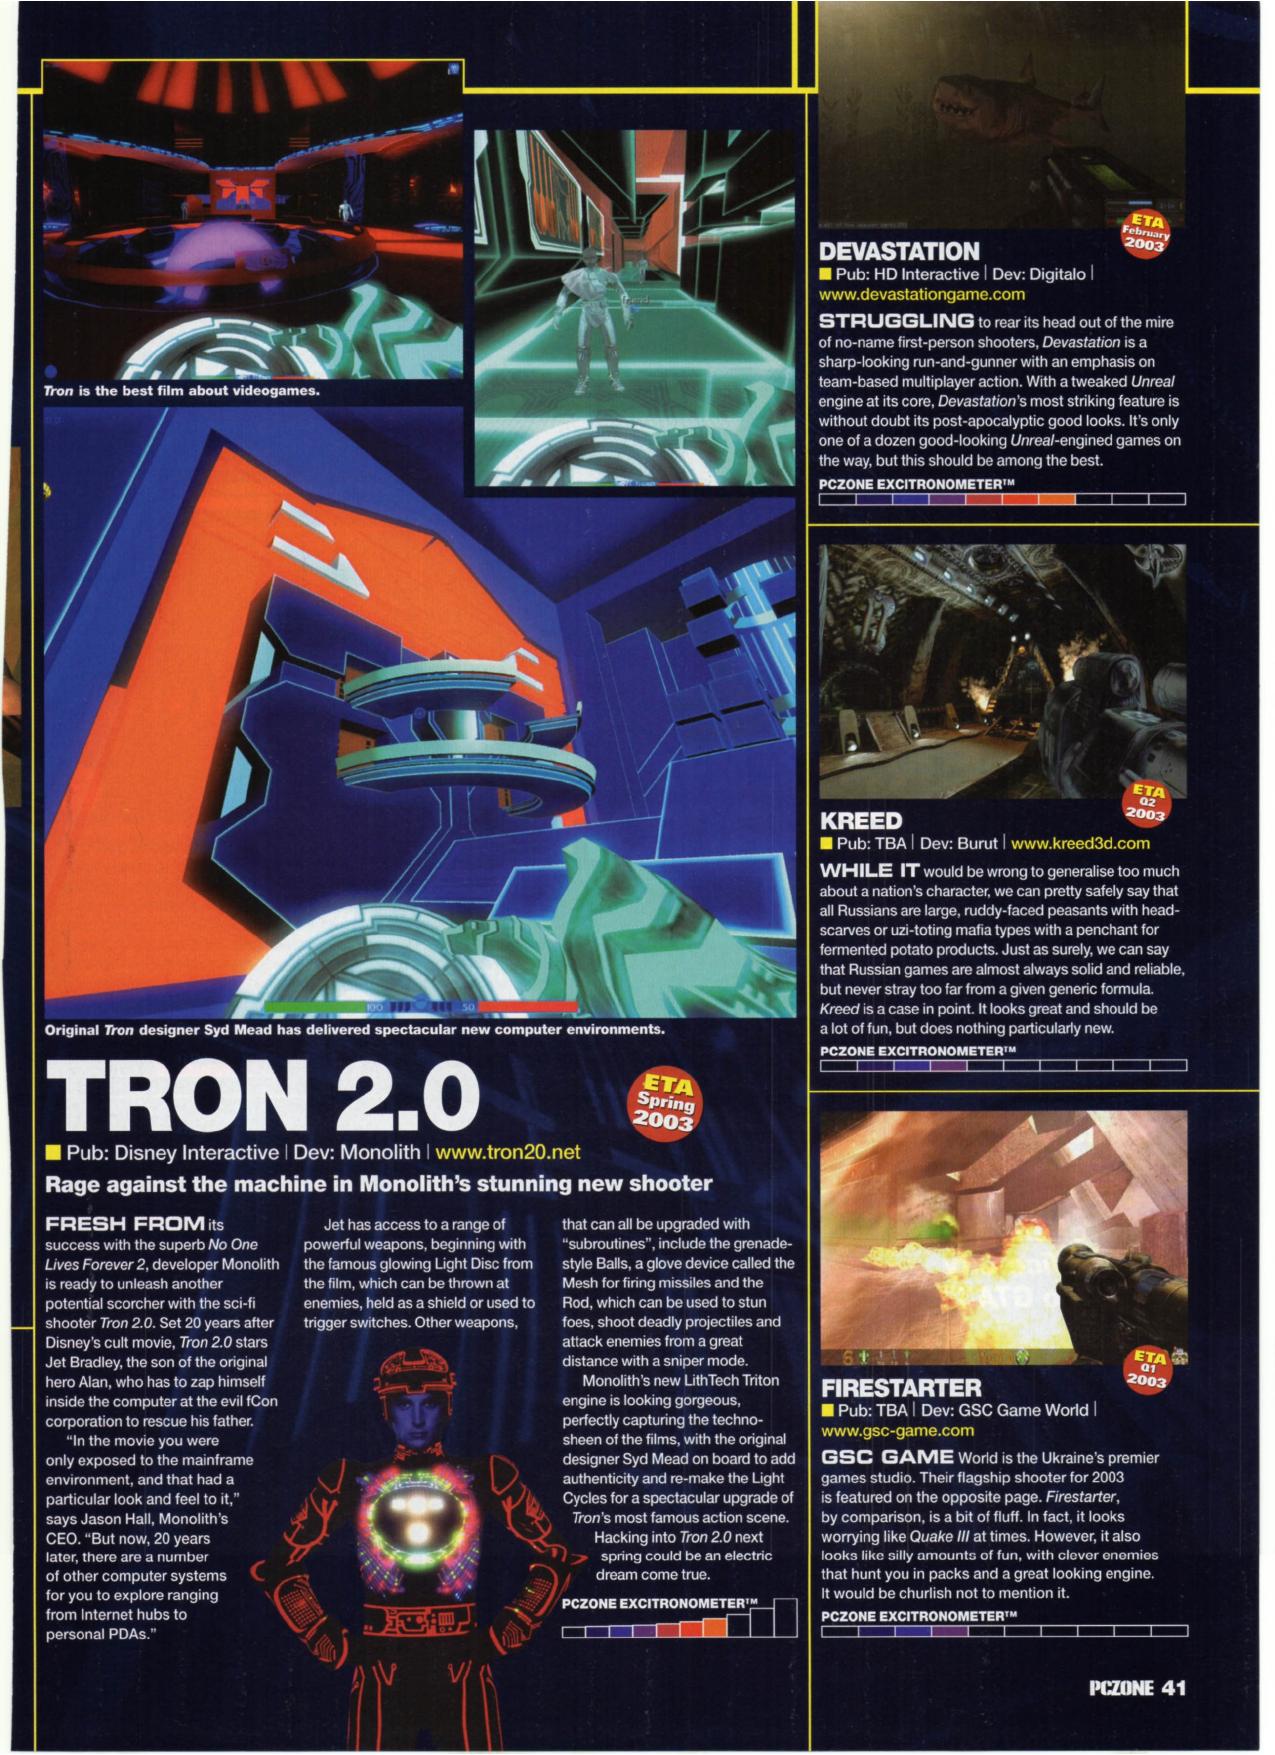 Tron is the best film about videogames.
friend
100
50
Original Tron designer Syd Mead has delivered spectacular new computer environments.
TRON 2.0
ETA
Spring
2003
Pub: Disney Interactive | Dev: Monolith | www.tron20.net
Rage against the machine in Monolith's stunning new shooter
FRESH FROM its
success with the superb No One
Lives Forever 2, developer Monolith
is ready to unleash another
potential scorcher with the sci-fi
shooter Tron 2.0. Set 20 years after
Disney's cult movie, Tron 2.0 stars
Jet Bradley, the son of the original
hero Alan, who has to zap himself
inside the computer at the evil fCon
corporation to rescue his father.
"In the movie you were
only exposed to the mainframe
environment, and that had a
particular look and feel to it,"
says Jason Hall, Monolith's
CEO. "But now, 20 years
later, there are a number
of other computer systems
for you to explore ranging
from Internet hubs to
personal PDAs."
Jet has access to a range of
powerful weapons, beginning with
the famous glowing Light Disc from
the film, which can be thrown at
enemies, held as a shield or used to
trigger switches. Other weapons,
that can all be upgraded with
"subroutines", include the grenade-
style Balls, a glove device called the
Mesh for firing missiles and the
Rod, which can be used to stun
foes, shoot deadly projectiles and
attack enemies from a great
distance with a sniper mode.
Monolith's new LithTech Triton
engine is looking gorgeous,
perfectly capturing the techno-
sheen of the films, with the original
designer Syd Mead on board to add
authenticity and re-make the Light
Cycles for a spectacular upgrade of
Tron's most famous action scene.
Hacking into Tron 2.0 next
spring could be an electric
dream come true.
PCZONE EXCITRONOMETER™
ETA
February
2003
DEVASTATION
Pub: HD Interactive | Dev: Digitalo |
www.devastationgame.com
STRUGGLING to rear its head out of the mire
of no-name first-person shooters, Devastation is a
sharp-looking run-and-gunner with an emphasis on
team-based multiplayer action. With a tweaked Unreal
engine at its core, Devastation's most striking feature is
without doubt its post-apocalyptic good looks. It's only
one of a dozen good-looking Unreal-engined games on
the way, but this should be among the best.
PCZONE EXCITRONOMETER™
ETA
Q2
2003
KREED
Pub: TBA | Dev: Burut | www.kreed3d.com
WHILE IT would be wrong to generalise too much
about a nation's character, we can pretty safely say that
all Russians are large, ruddy-faced peasants with head-
scarves or uzi-toting mafia types with a penchant for
fermented potato products. Just as surely, we can say
that Russian games are almost always solid and reliable,
but never stray too far from a given generic formula.
Kreed is a case in point. It looks great and should be
a lot of fun, but does nothing particularly new.
PCZONE EXCITRONOMETER™
ETA
Q1
2003
FIRESTARTER
Pub: TBA | Dev: GSC Game World |
www.gsc-game.com
GSC GAME World is the Ukraine's premier
games studio. Their flagship shooter for 2003
is featured on the opposite page. Firestarter,
by comparison, is a bit of fluff. In fact, it looks
worrying like Quake III at times. However, it also
looks like silly amounts of fun, with clever enemies
that hunt you in packs and a great looking engine.
It would be churlish not to mention it.
PCZONE EXCITRONOMETER™
PCZONE 41